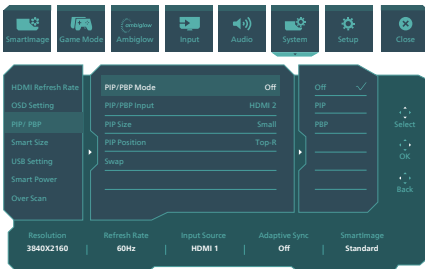 ambiglow
SmartImage Game Mode Ambiglow Input Audio System Setup Close
HDMI Refresh Rate
OSD Setting
PIP/ PBP
Smart Size
USB Setting
Smart Power
Over Scan
PIP/PBP Mode Off
PIP/PBP Input HDMI 2
PIP Size Small
PIP Position Top-R
Swap
Off
PIP
PBP
Select
OK
Back
Resolution Refresh Rate Input Source Adaptive Sync SmartImage
3840X2160 60Hz HDMI 1 Off Standard